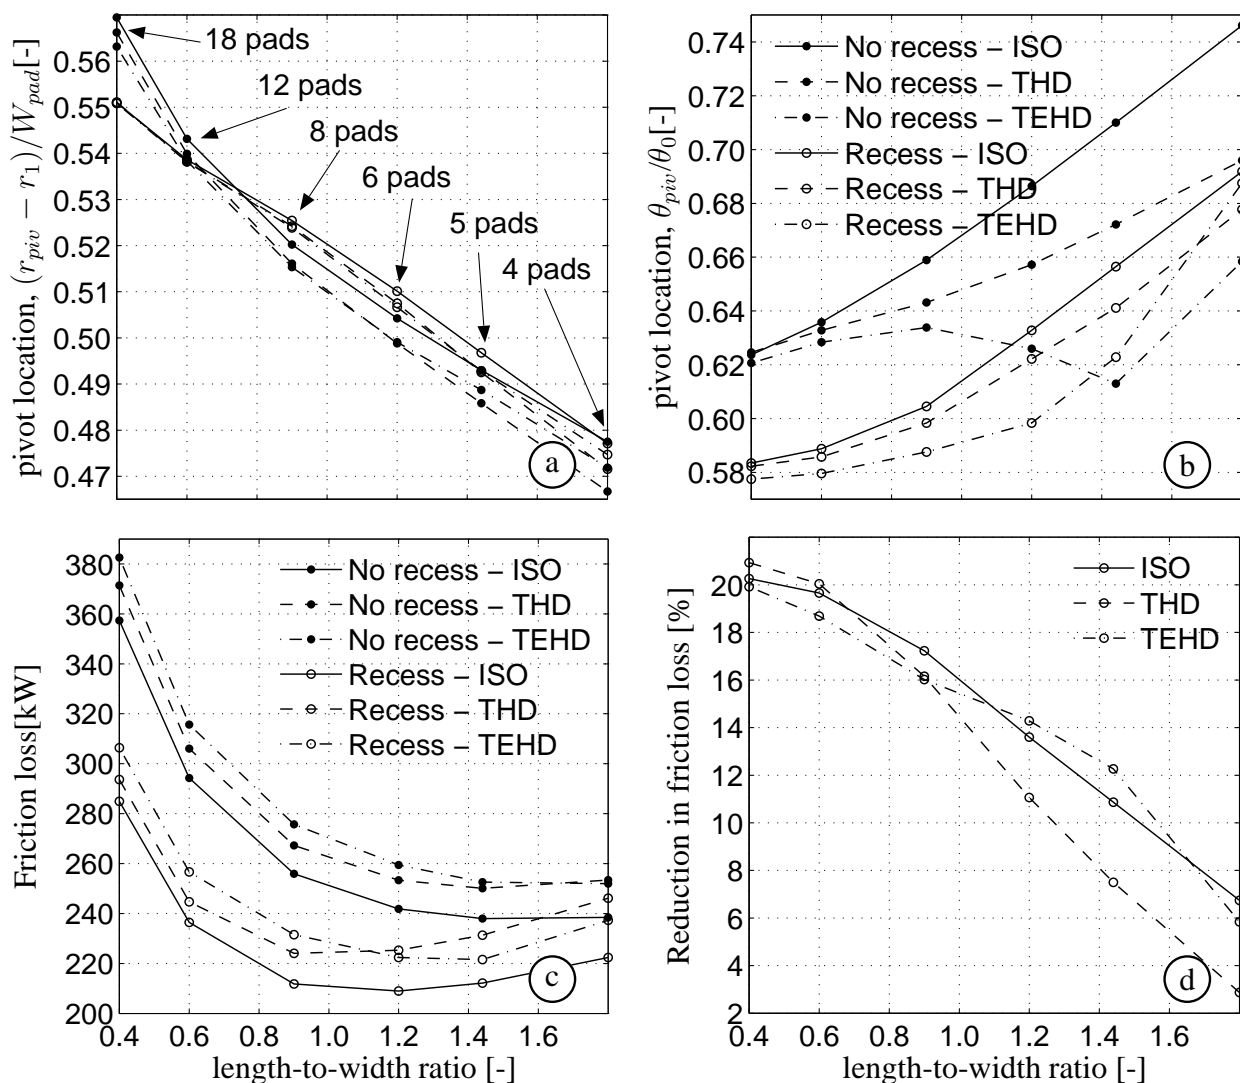 0.56
0.55
0.54
0.53
0.52
0.51
0.50
0.49
0.48
0.47
pivot location, (r_piv − r_1)/W_pad[-]
18 pads
12 pads
8 pads
6 pads
5 pads
4 pads
a
0.74
0.72
0.70
0.68
0.66
0.64
0.62
0.60
0.58
pivot location, θ_piv/θ_0[-]
No recess – ISO
No recess – THD
No recess – TEHD
Recess – ISO
Recess – THD
Recess – TEHD
b
380
360
340
320
300
280
260
240
220
200
Friction loss[kW]
No recess – ISO
No recess – THD
No recess – TEHD
Recess – ISO
Recess – THD
Recess – TEHD
c
0.4 0.6 0.8 1.0 1.2 1.4 1.6
length-to-width ratio [-]
20
18
16
14
12
10
8
6
4
2
Reduction in friction loss [%]
ISO
THD
TEHD
d
0.4 0.6 0.8 1.0 1.2 1.4 1.6
length-to-width ratio [-]